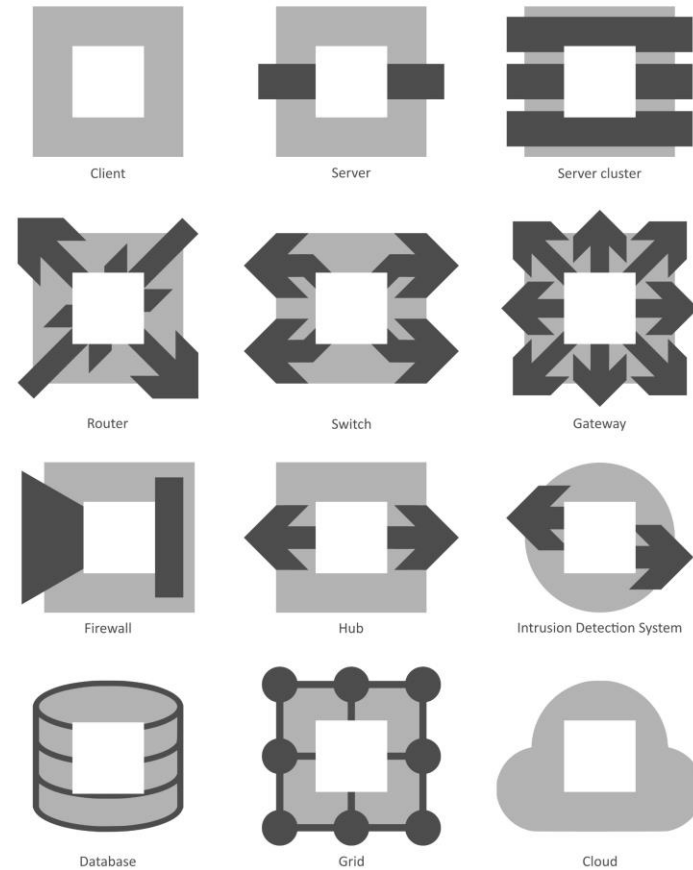 Client
Server
Server cluster
Router
Switch
Gateway
Firewall
Hub
Intrusion Detection System
Database
Grid
Cloud